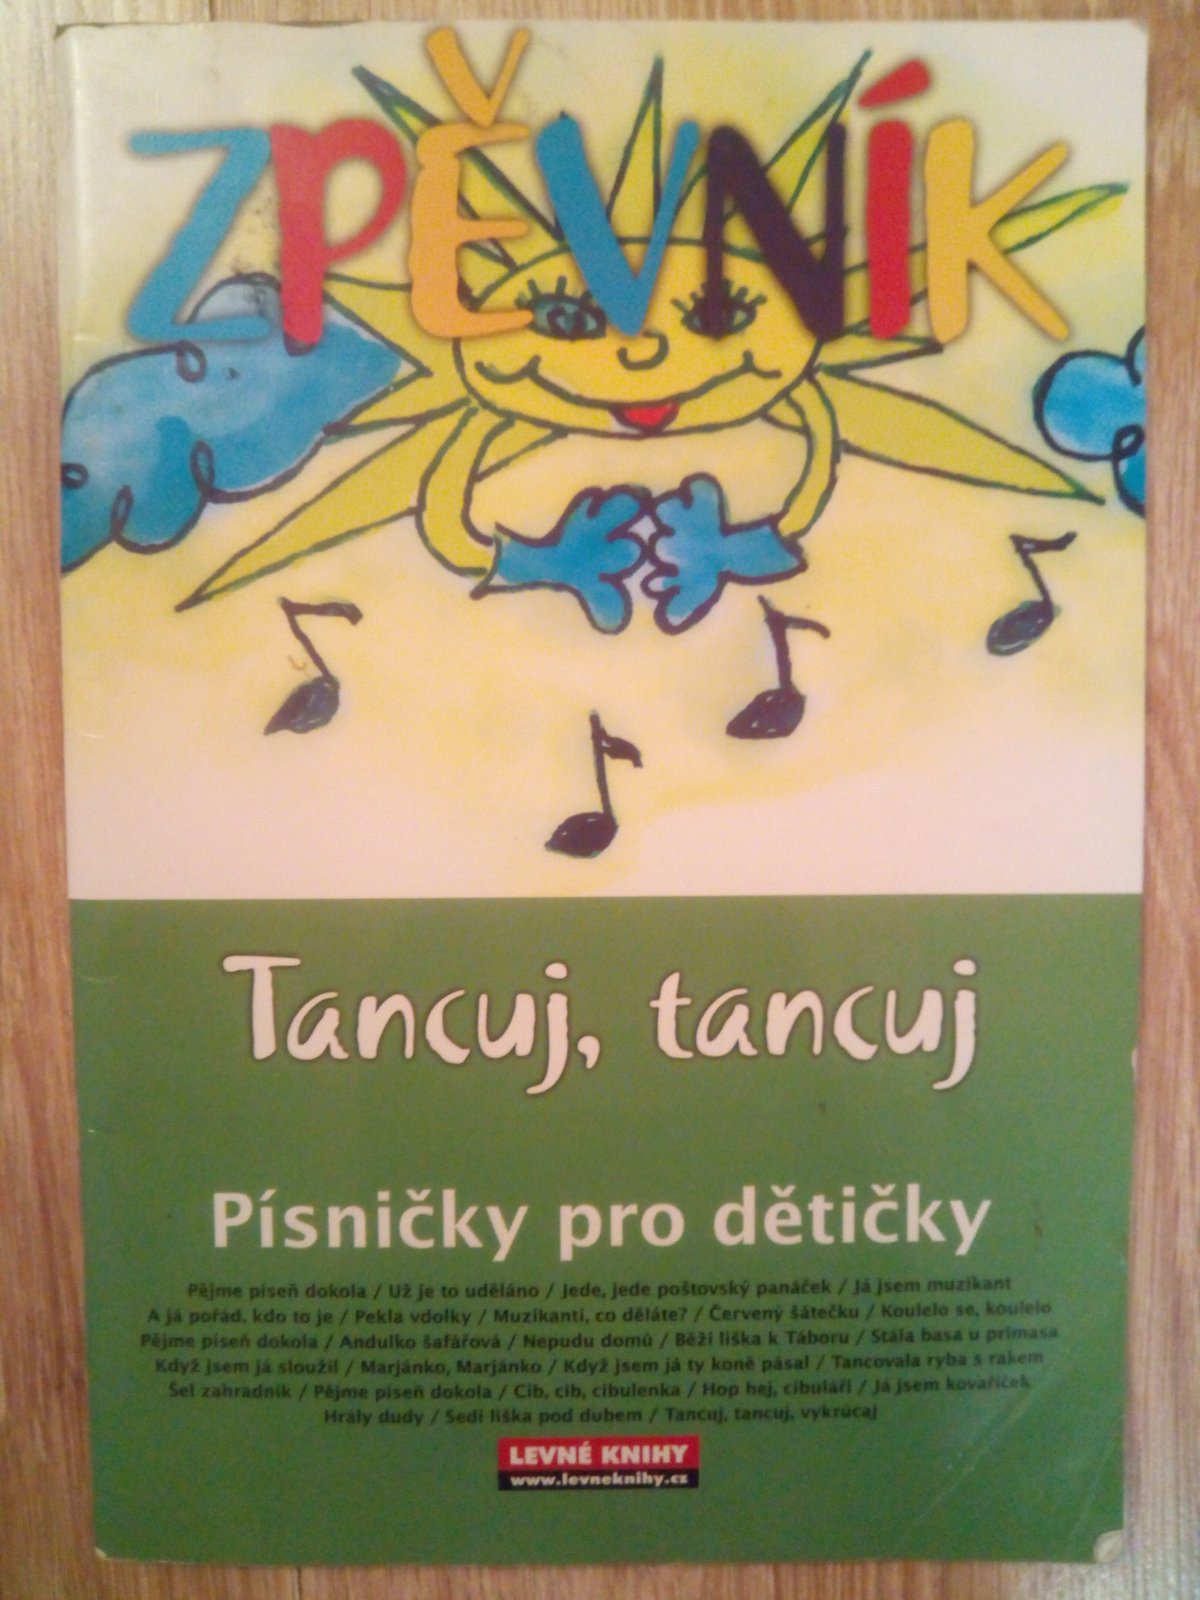 ZPĚVNÍK
Tancuj, tancuj
Písničky pro dětičky
Pějme píseň dokola / Už je to uděláno / Jede, jede poštovský panáček / Já jsem muzikant
A já pořád, kdo to je / Pekla vdolky / Muzikanti, co děláte? / Červený šátečku / Koulelo se, koulelo
Pějme píseň dokola / Andulko šafářova / Nepudu domů / Běží liška k Táboru / Stála basa u primasa
Když jsem já sloužil / Marjánko, Marjánko / Když jsem já ty koně pásal / Tancovala ryba s rakem
Šel zahradník / Pějme píseň dokola / Cib, cib, cibulenka / Hop hej, cibuláři / Já jsem kovaříček
Hrály dudy / Sedí liška pod dubem / Tancuj, tancuj, vykrúcaj
LEVNÉ KNIHY
www.levneknihy.cz